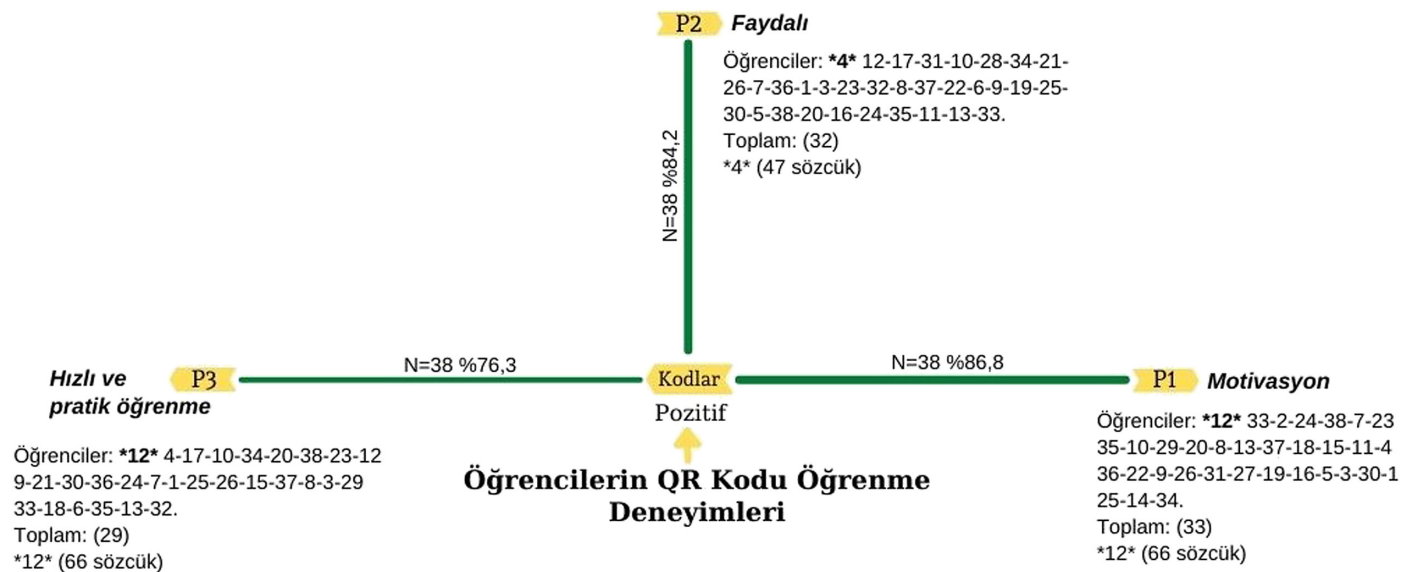 P2 Faydalı
Öğrenciler: *4* 12-17-31-10-28-34-21-
26-7-36-1-3-23-32-8-37-22-6-9-19-25-
30-5-38-20-16-24-35-11-13-33.
Toplam: (32)
*4* (47 sözcük)
N=38 %84,2
N=38 %76,3
N=38 %86,8
Hızlı ve
pratik öğrenme
P3
Kodlar
Pozitif
P1 Motivasyon
Öğrenciler: *12* 4-17-10-34-20-38-23-12
9-21-30-36-24-7-1-25-26-15-37-8-3-29
33-18-6-35-13-32.
Toplam: (29)
*12* (66 sözcük)
Öğrencilerin QR Kodu Öğrenme
Deneyimleri
Öğrenciler: *12* 33-2-24-38-7-23
35-10-29-20-8-13-37-18-15-11-4
36-22-9-26-31-27-19-16-5-3-30-1
25-14-34.
Toplam: (33)
*12* (66 sözcük)